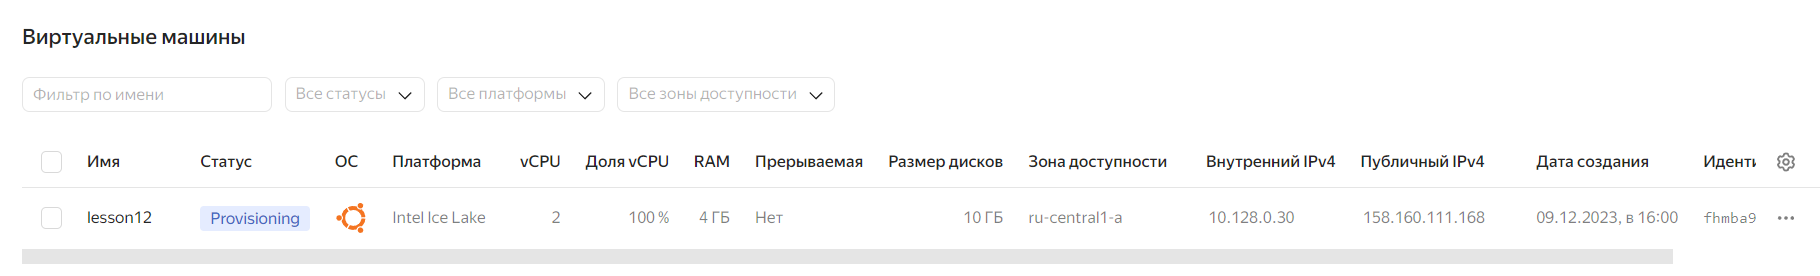 Виртуальные машины
Фильтр по имени Все статусы Все платформы Все зоны доступности
Имя Статус ОС Платформа vCPU Доля vCPU RAM Прерываемая Размер дисков Зона доступности Внутренний IPv4 Публичный IPv4 Дата создания Иденти
lesson12 Provisioning Intel Ice Lake 2 100 % 4 ГБ Нет 10 ГБ ru-central1-a 10.128.0.30 158.160.111.168 09.12.2023, в 16:00 fhmba9